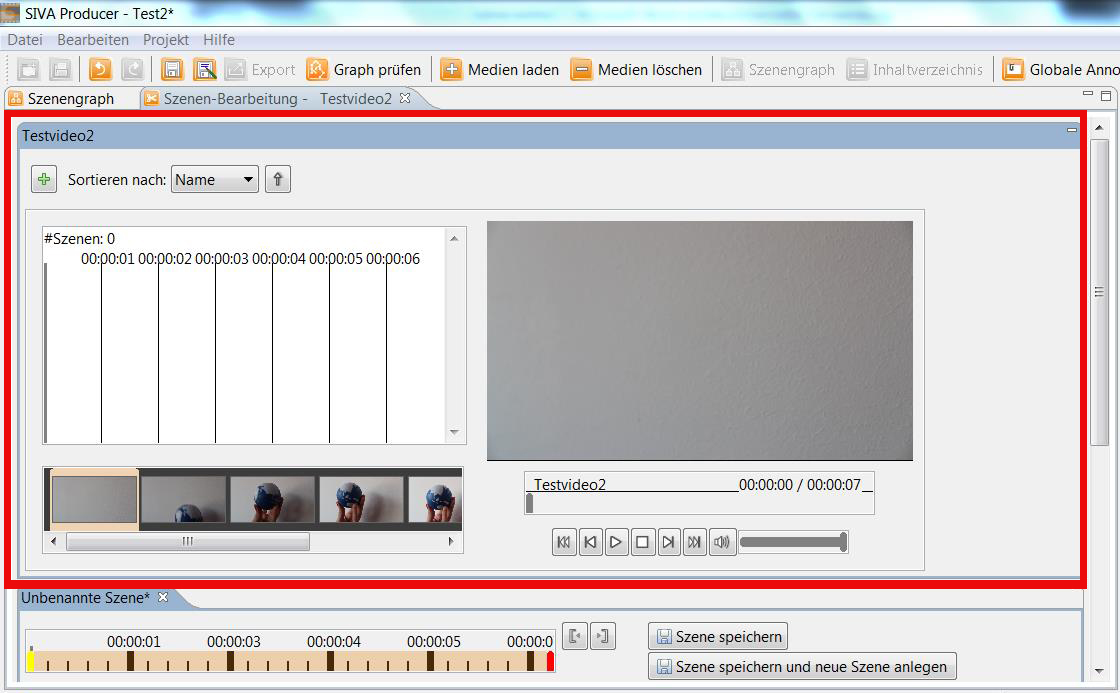 SIVA Producer - Test2*
Datei Bearbeiten Projekt Hilfe
Export Graph prüfen Medien laden Medien löschen Szenengraph Inhaltverzeichnis Globale Anno
Szenengraph Szenen-Bearbeitung - Testvideo2
Testvideo2
Sortieren nach: Name
#Szenen: 0
00:00:01 00:00:02 00:00:03 00:00:04 00:00:05 00:00:06
Testvideo2 00:00:00 / 00:00:07
Unbenannte Szene*
00:00:01 00:00:03 00:00:04 00:00:05 00:00:0
Szene speichern
Szene speichern und neue Szene anlegen